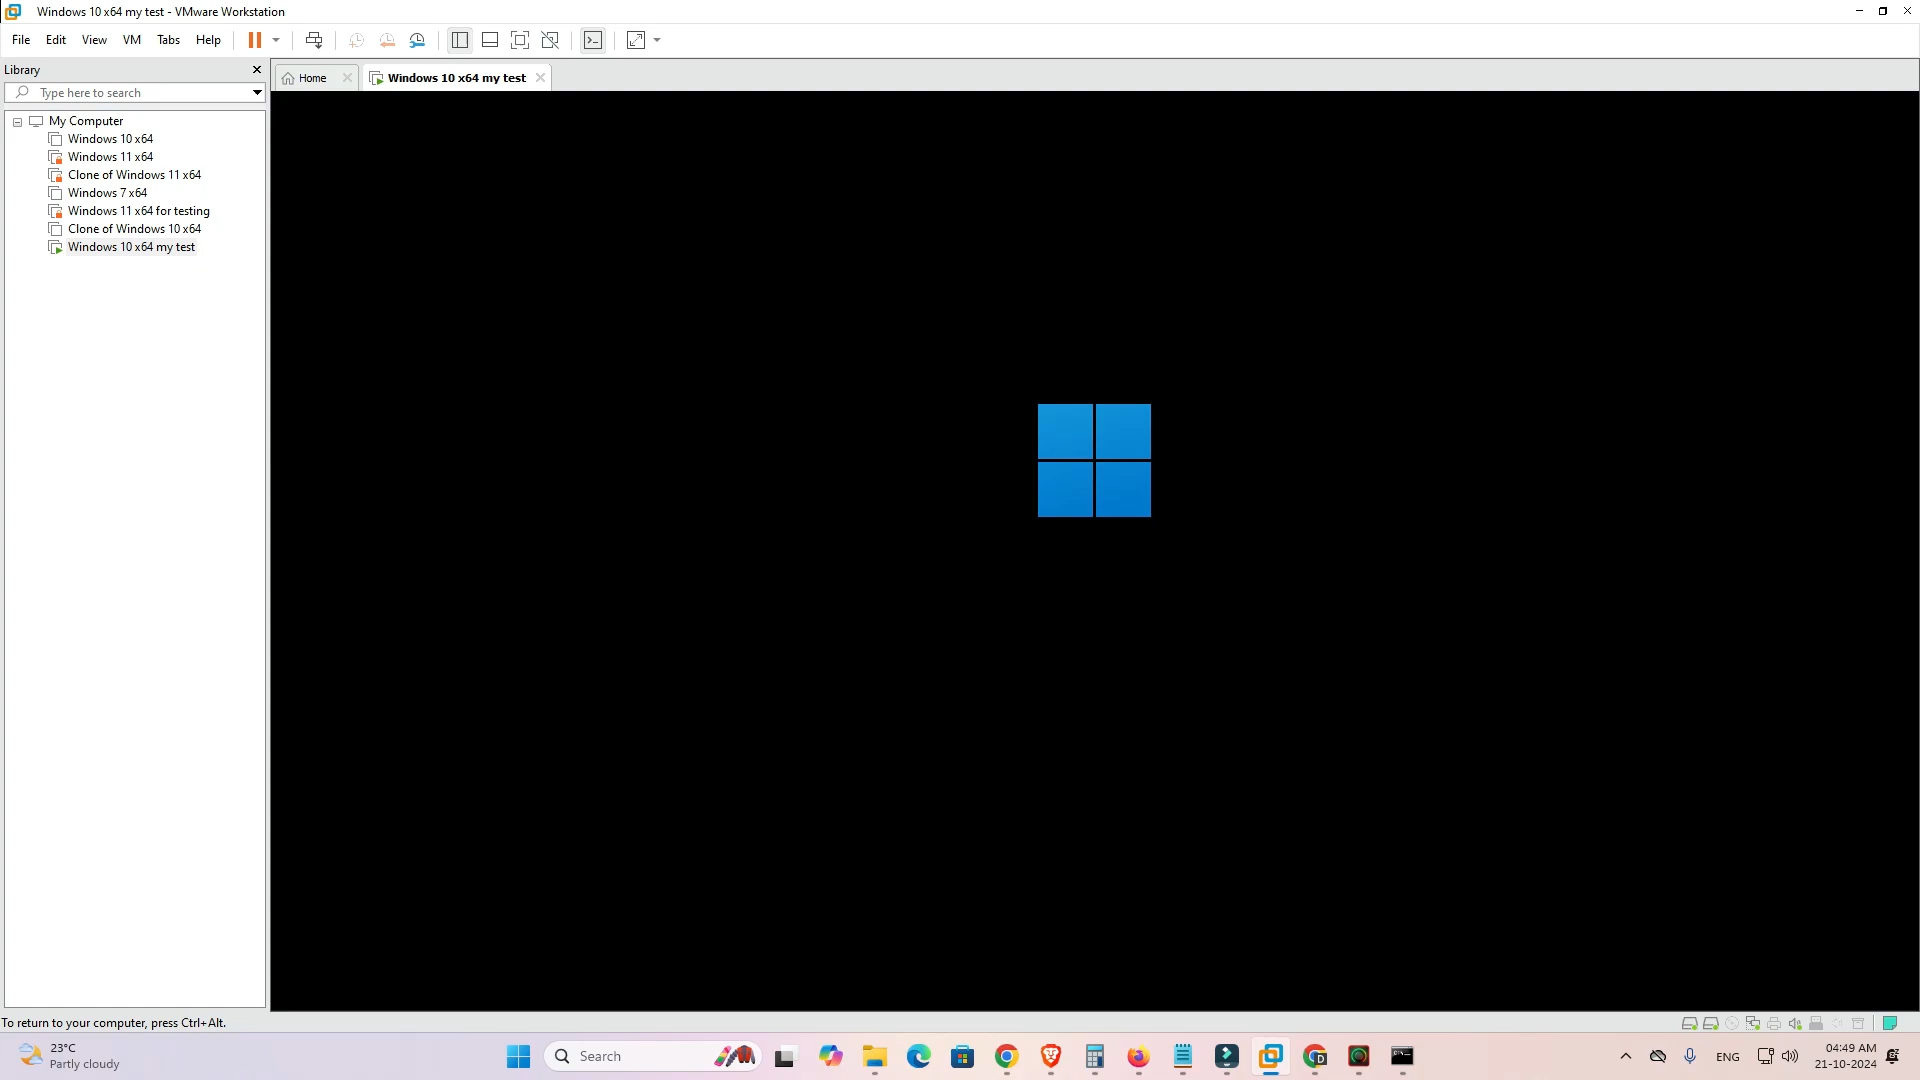 Windows 10 x64 my test - VMware Workstation
File Edit View VM Tabs Help
Library
Type here to search
Home
Windows 10 x64 my test
My Computer
Windows 10 x64
Windows 11 x64
Clone of Windows 11 x64
Windows 7 x64
Windows 11 x64 for testing
Clone of Windows 10 x64
Windows 10 x64 my test
To return to your computer, press Ctrl+Alt.
23°C
Partly cloudy
Search
D
ENG
04:49 AM
21-10-2024